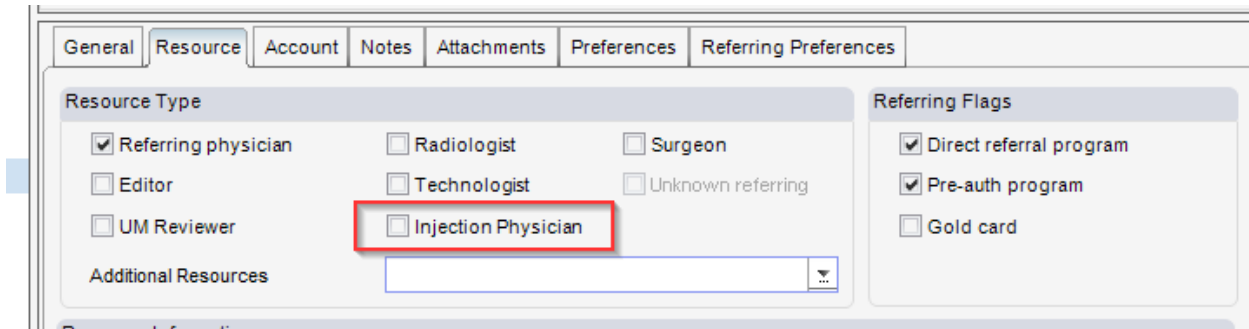 General Resource Account Notes Attachments Preferences Referring Preferences
Resource Type
Referring physician Radiologist Surgeon
Editor Technologist Unknown referring
UM Reviewer Injection Physician
Additional Resources
Referring Flags
Direct referral program
Pre-auth program
Gold card